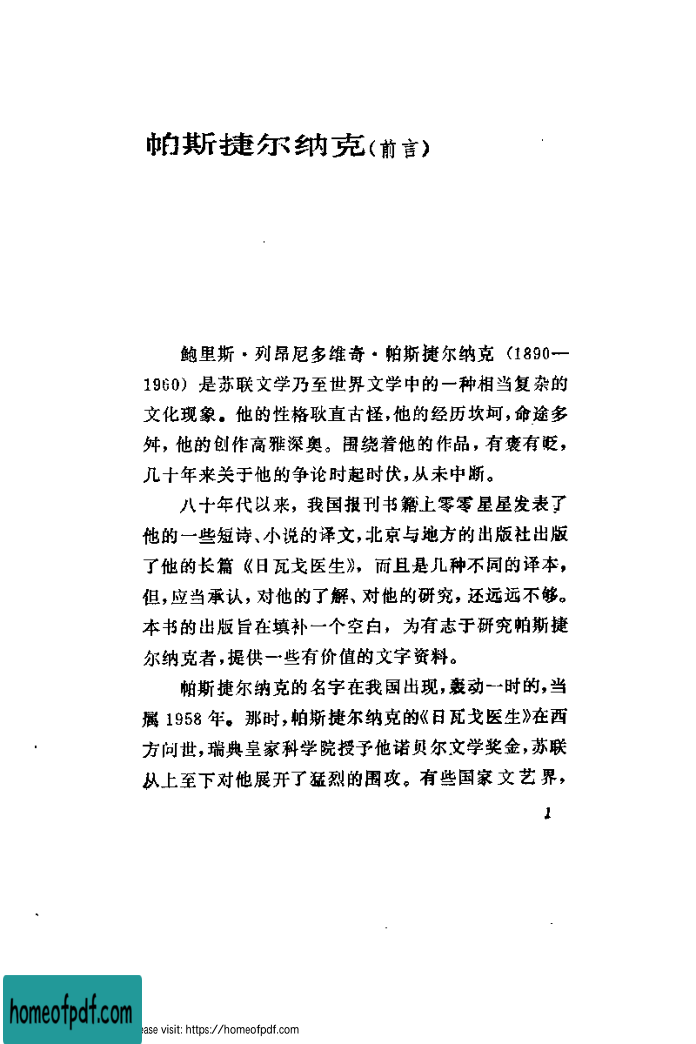 帕斯捷尔纳克(前言)
鲍里斯·列昂尼多维奇·帕斯捷尔纳克（1890—
1960）是苏联文学乃至世界文学中的一种相当复杂的
文化现象。他的性格耿直古怪，他的经历坎坷，命途多
舛，他的创作高雅深奥。围绕着他的作品，有褒有贬，
几十年来关于他的争论时起时伏，从未中断。
八十年代以来，我国报刊书籍上零零星星发表了
他的一些短诗、小说的译文，北京与地方的出版社出版
了他的长篇《日瓦戈医生》，而且是几种不同的译本，
但，应当承认，对他的了解、对他的研究，还远远不够。
本书的出版旨在填补一个空白，为有志于研究帕斯捷
尔纳克者，提供一些有价值的文字资料。
帕斯捷尔纳克的名字在我国出现，轰动一时的，当
属 1958 年。那时，帕斯捷尔纳克的《日瓦戈医生》在西
方问世，瑞典皇家科学院授予他诺贝尔文学奖金，苏联
从上至下对他展开了猛烈的围攻。有些国家文艺界，
1
homeofpdf.com
ease visit: https://homeofpdf.com